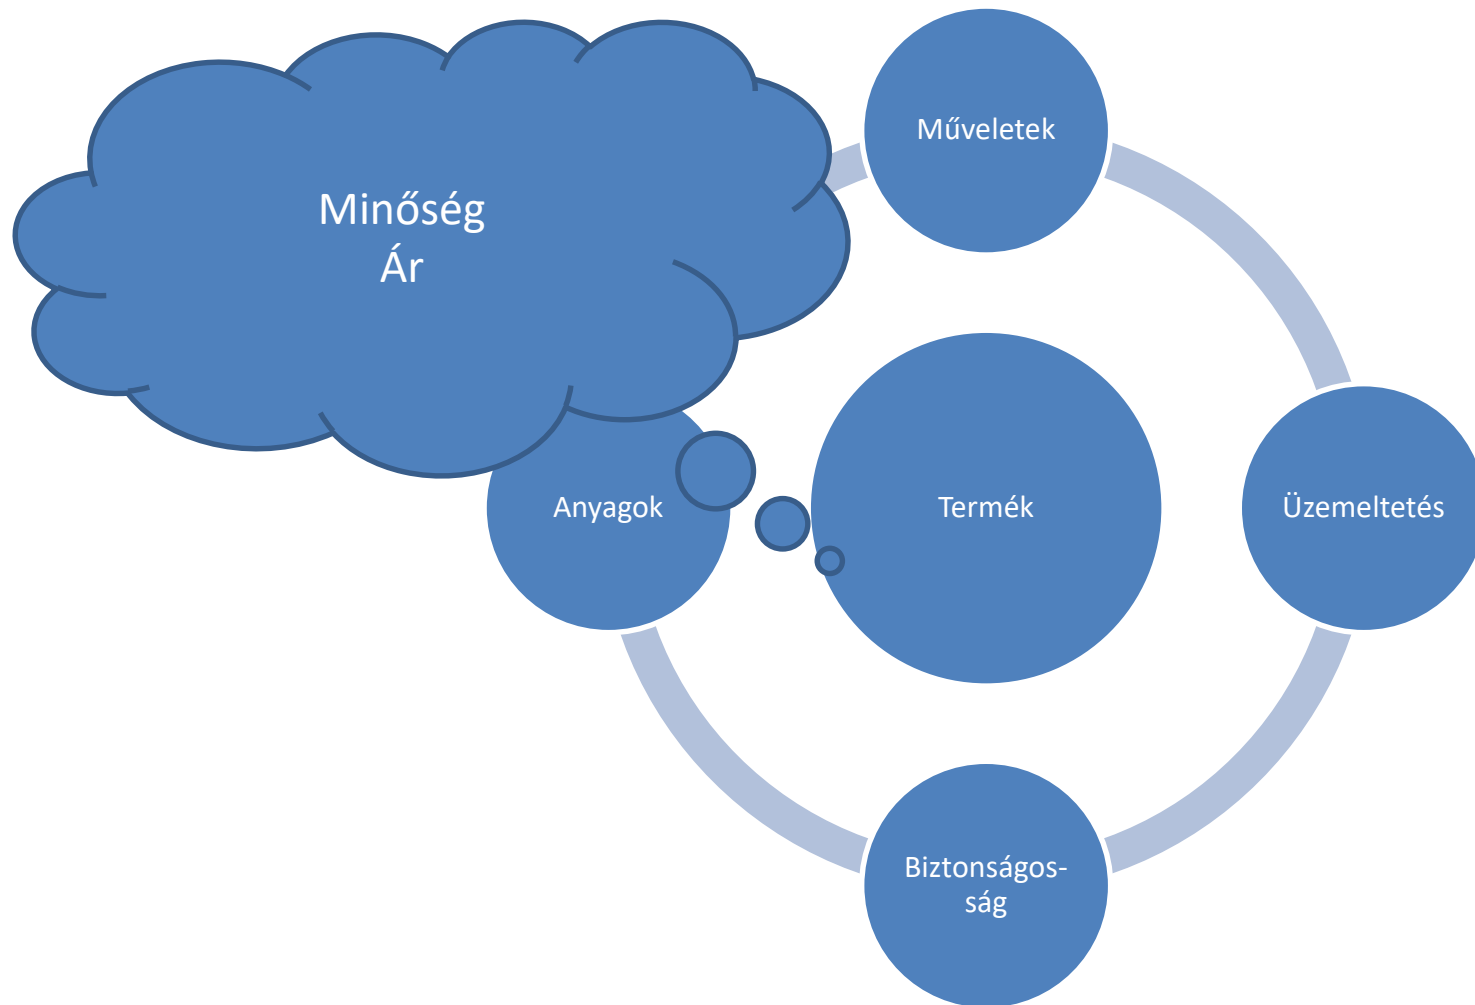 Műveletek
Minőség
Ár
Anyagok
Termék
Üzemeltetés
Biztonságos-
ság